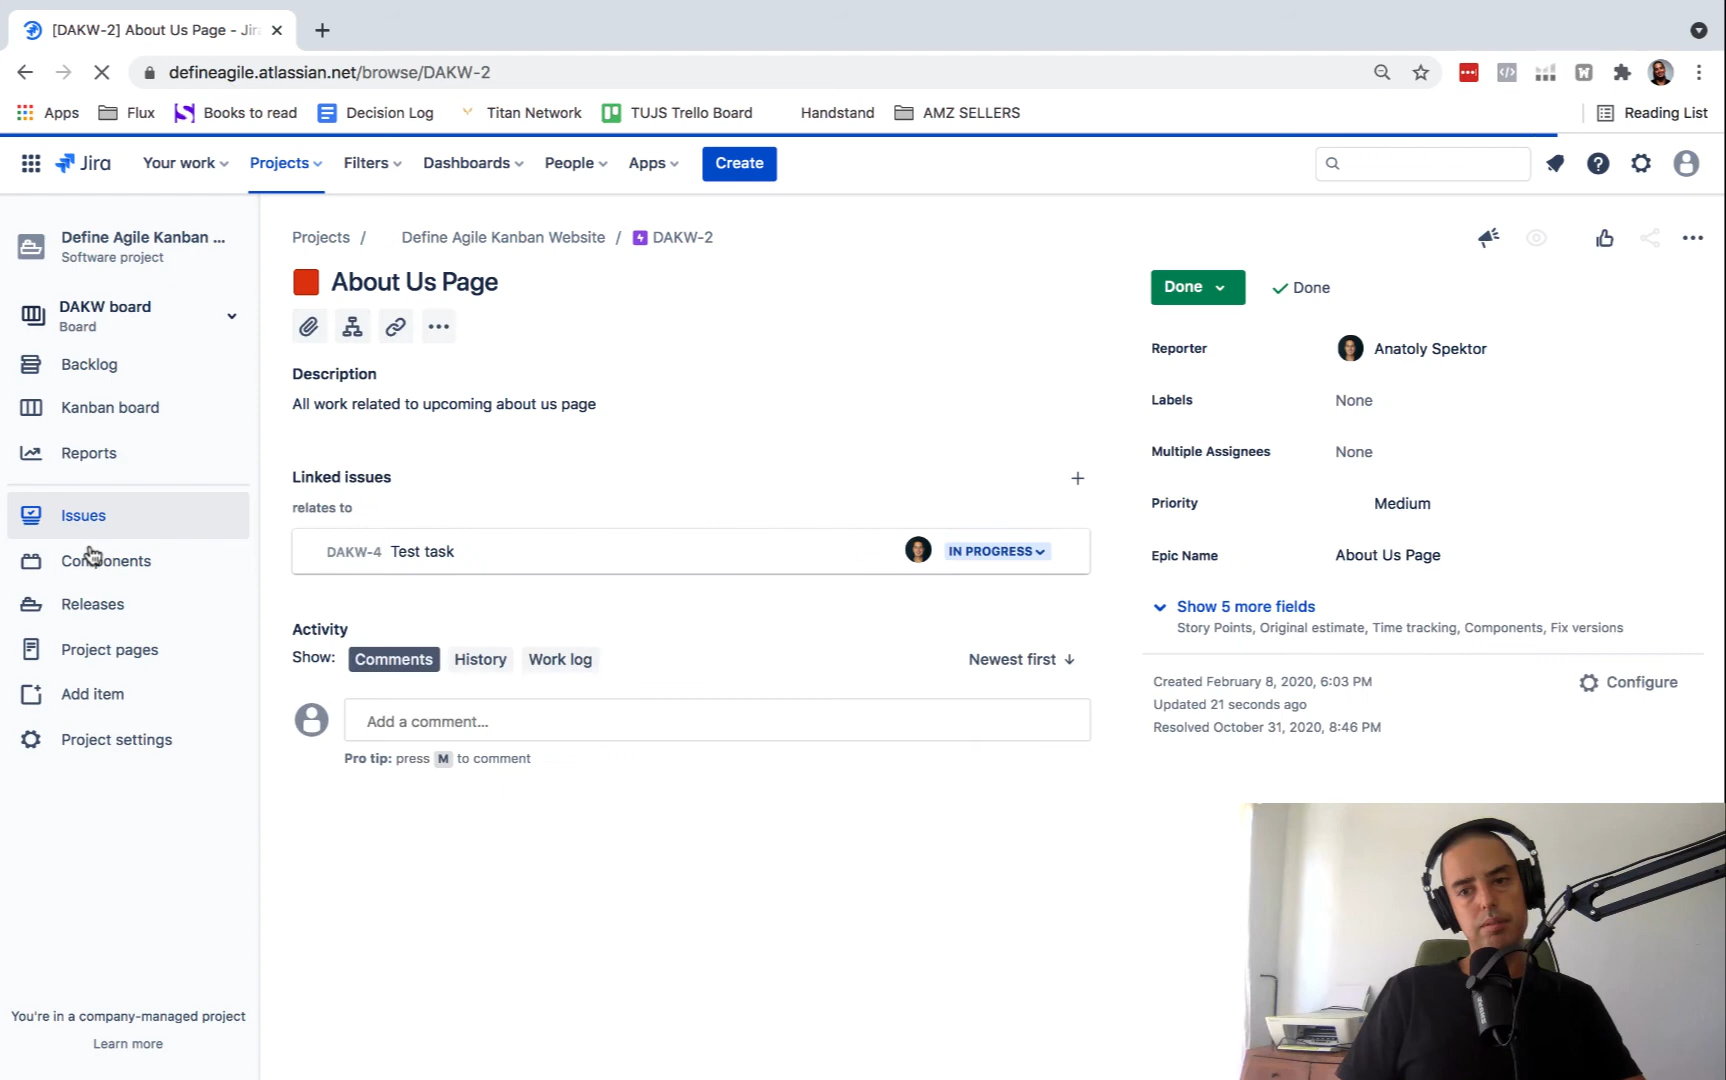 [DAKW-2] About Us Page - Jir
defineagile.atlassian.net/browse/DAKW-2
Apps
Flux
Books to read
Decision Log
Titan Network
TUJS Trello Board
Handstand
AMZ SELLERS
Reading List
Jira
Your work
Projects
Filters
Dashboards
People
Apps
Create
Define Agile Kanban ...
Software project
DAKW board
Board
Backlog
Kanban board
Reports
Issues
Components
Releases
Project pages
Add item
Project settings
You're in a company-managed project
Learn more
Projects / Define Agile Kanban Website / DAKW-2
About Us Page
Description
All work related to upcoming about us page
Linked issues
relates to
DAKW-4 Test task IN PROGRESS
Activity
Show: Comments History Work log Newest first
Add a comment...
Pro tip: press M to comment
Done Done
Reporter Anatoly Spektor
Labels None
Multiple Assignees None
Priority Medium
Epic Name About Us Page
Show 5 more fields
Story Points, Original estimate, Time tracking, Components, Fix versions
Created February 8, 2020, 6:03 PM
Updated 21 seconds ago
Resolved October 31, 2020, 8:46 PM
Configure